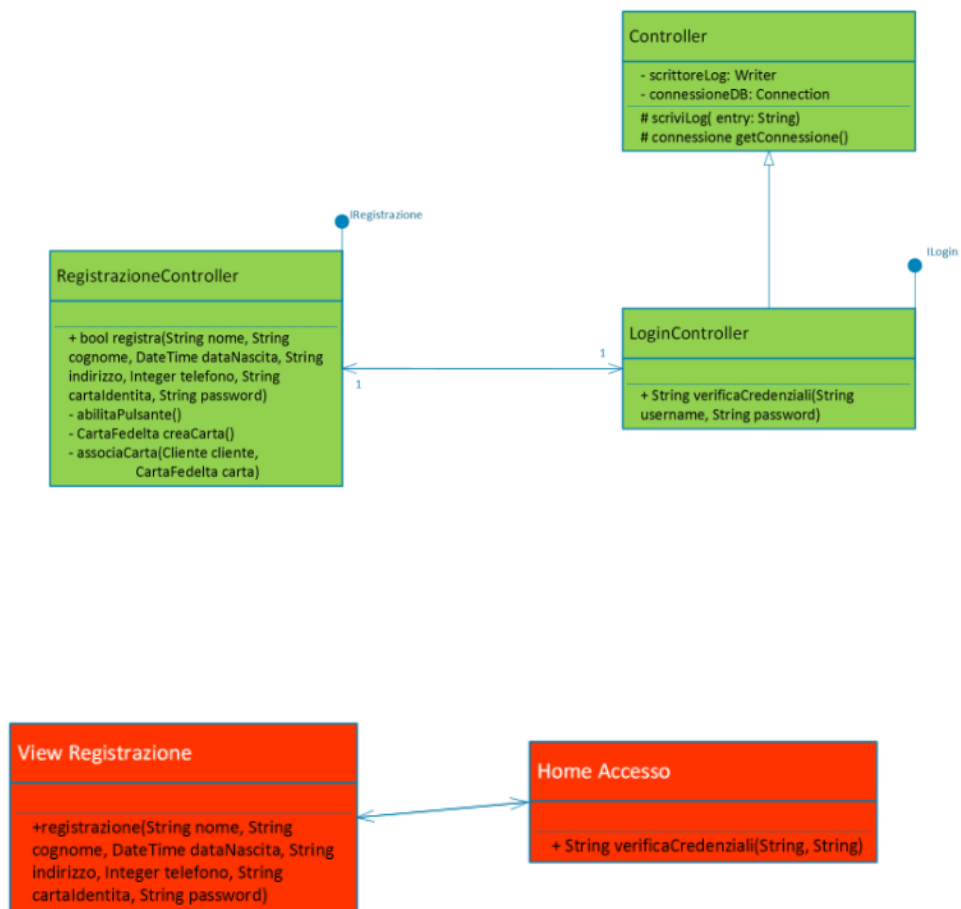 Controller
- scrittoreLog: Writer
- connessioneDB: Connection
# scriviLog( entry: String)
# connessione getConnessione()
IRegistrazione
RegistrazioneController
+ bool registra(String nome, String
cognome, DateTime dataNascita, String
indirizzo, Integer telefono, String
cartaIdentita, String password)
- abilitaPulsante()
- CartaFedelta creaCarta()
- associaCarta(Cliente cliente,
CartaFedelta carta)
1
1
ILogin
LoginController
+ String verificaCredenziali(String
username, String password)
View Registrazione
+registrazione(String nome, String
cognome, DateTime dataNascita, String
indirizzo, Integer telefono, String
cartaIdentita, String password)
Home Accesso
+ String verificaCredenziali(String, String)